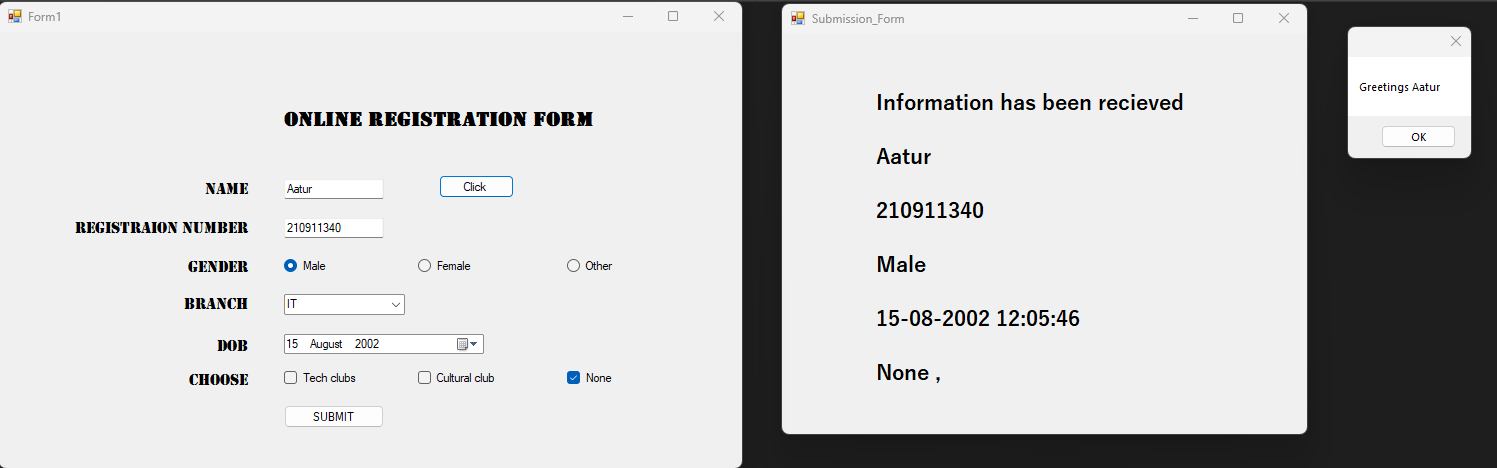 Form1
ONLINE REGISTRATION FORM
NAME Aatur Click
REGISTRAION NUMBER 210911340
GENDER Male Female Other
BRANCH IT
DOB 15 August 2002
CHOOSE Tech clubs Cultural club None
SUBMIT
Submission_Form
Information has been recieved
Aatur
210911340
Male
15-08-2002 12:05:46
None ,
Greetings Aatur
OK